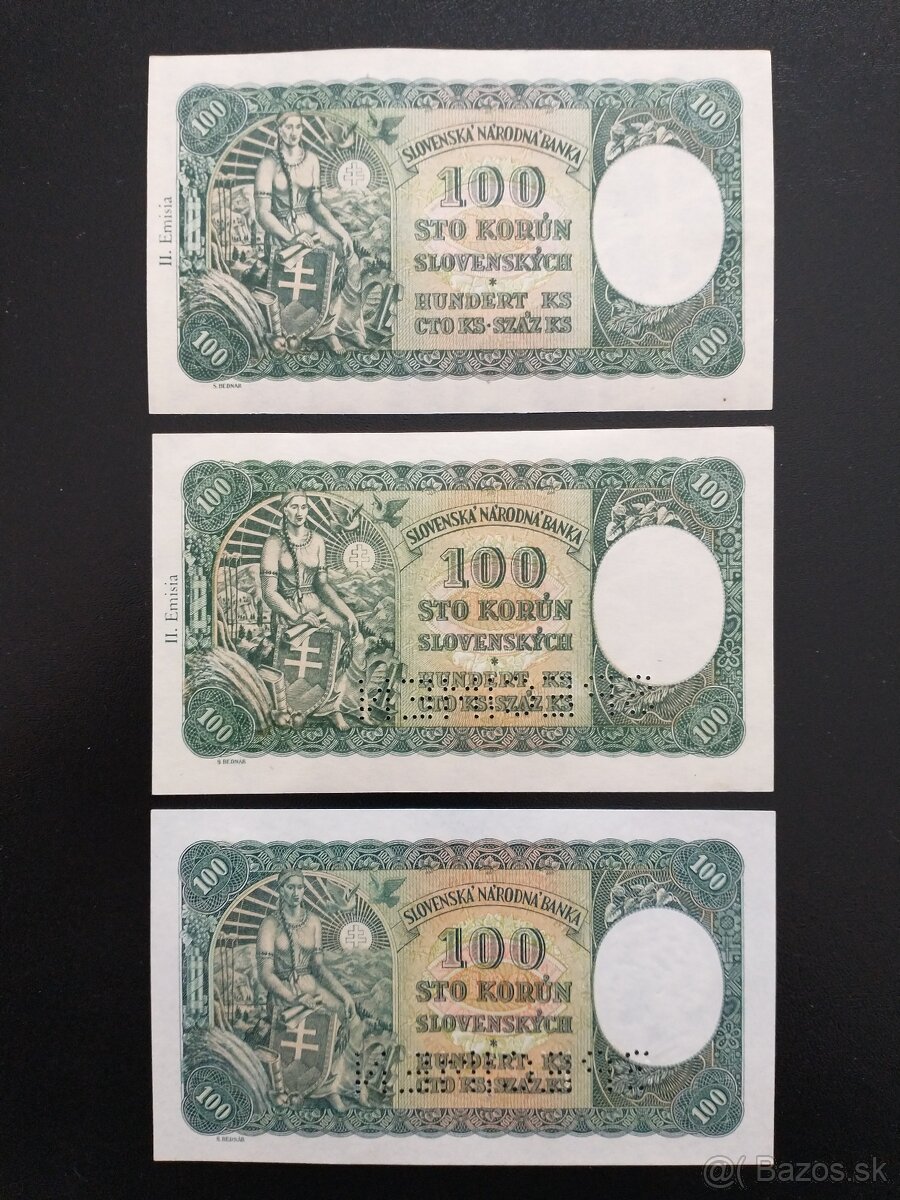 100
100
SLOVENSKÁ NÁRODNÁ BANKA
100
STO KORÚN
SLOVENSKÝCH
*
HUNDERT KS
СТО KS · SZÁZ KS
II. Emisia
100
100
S. BEDNÁR
100
100
SLOVENSKÁ NÁRODNÁ BANKA
100
STO KORÚN
SLOVENSKÝCH
*
HUNDERT KS
СТО KS · SZÁZ KS
II. Emisia
100
100
S. BEDNÁR
100
100
SLOVENSKÁ NÁRODNÁ BANKA
100
STO KORÚN
SLOVENSKÝCH
*
HUNDERT KS
СТО KS · SZÁZ KS
100
100
S. BEDNÁR
@( Bazos.sk